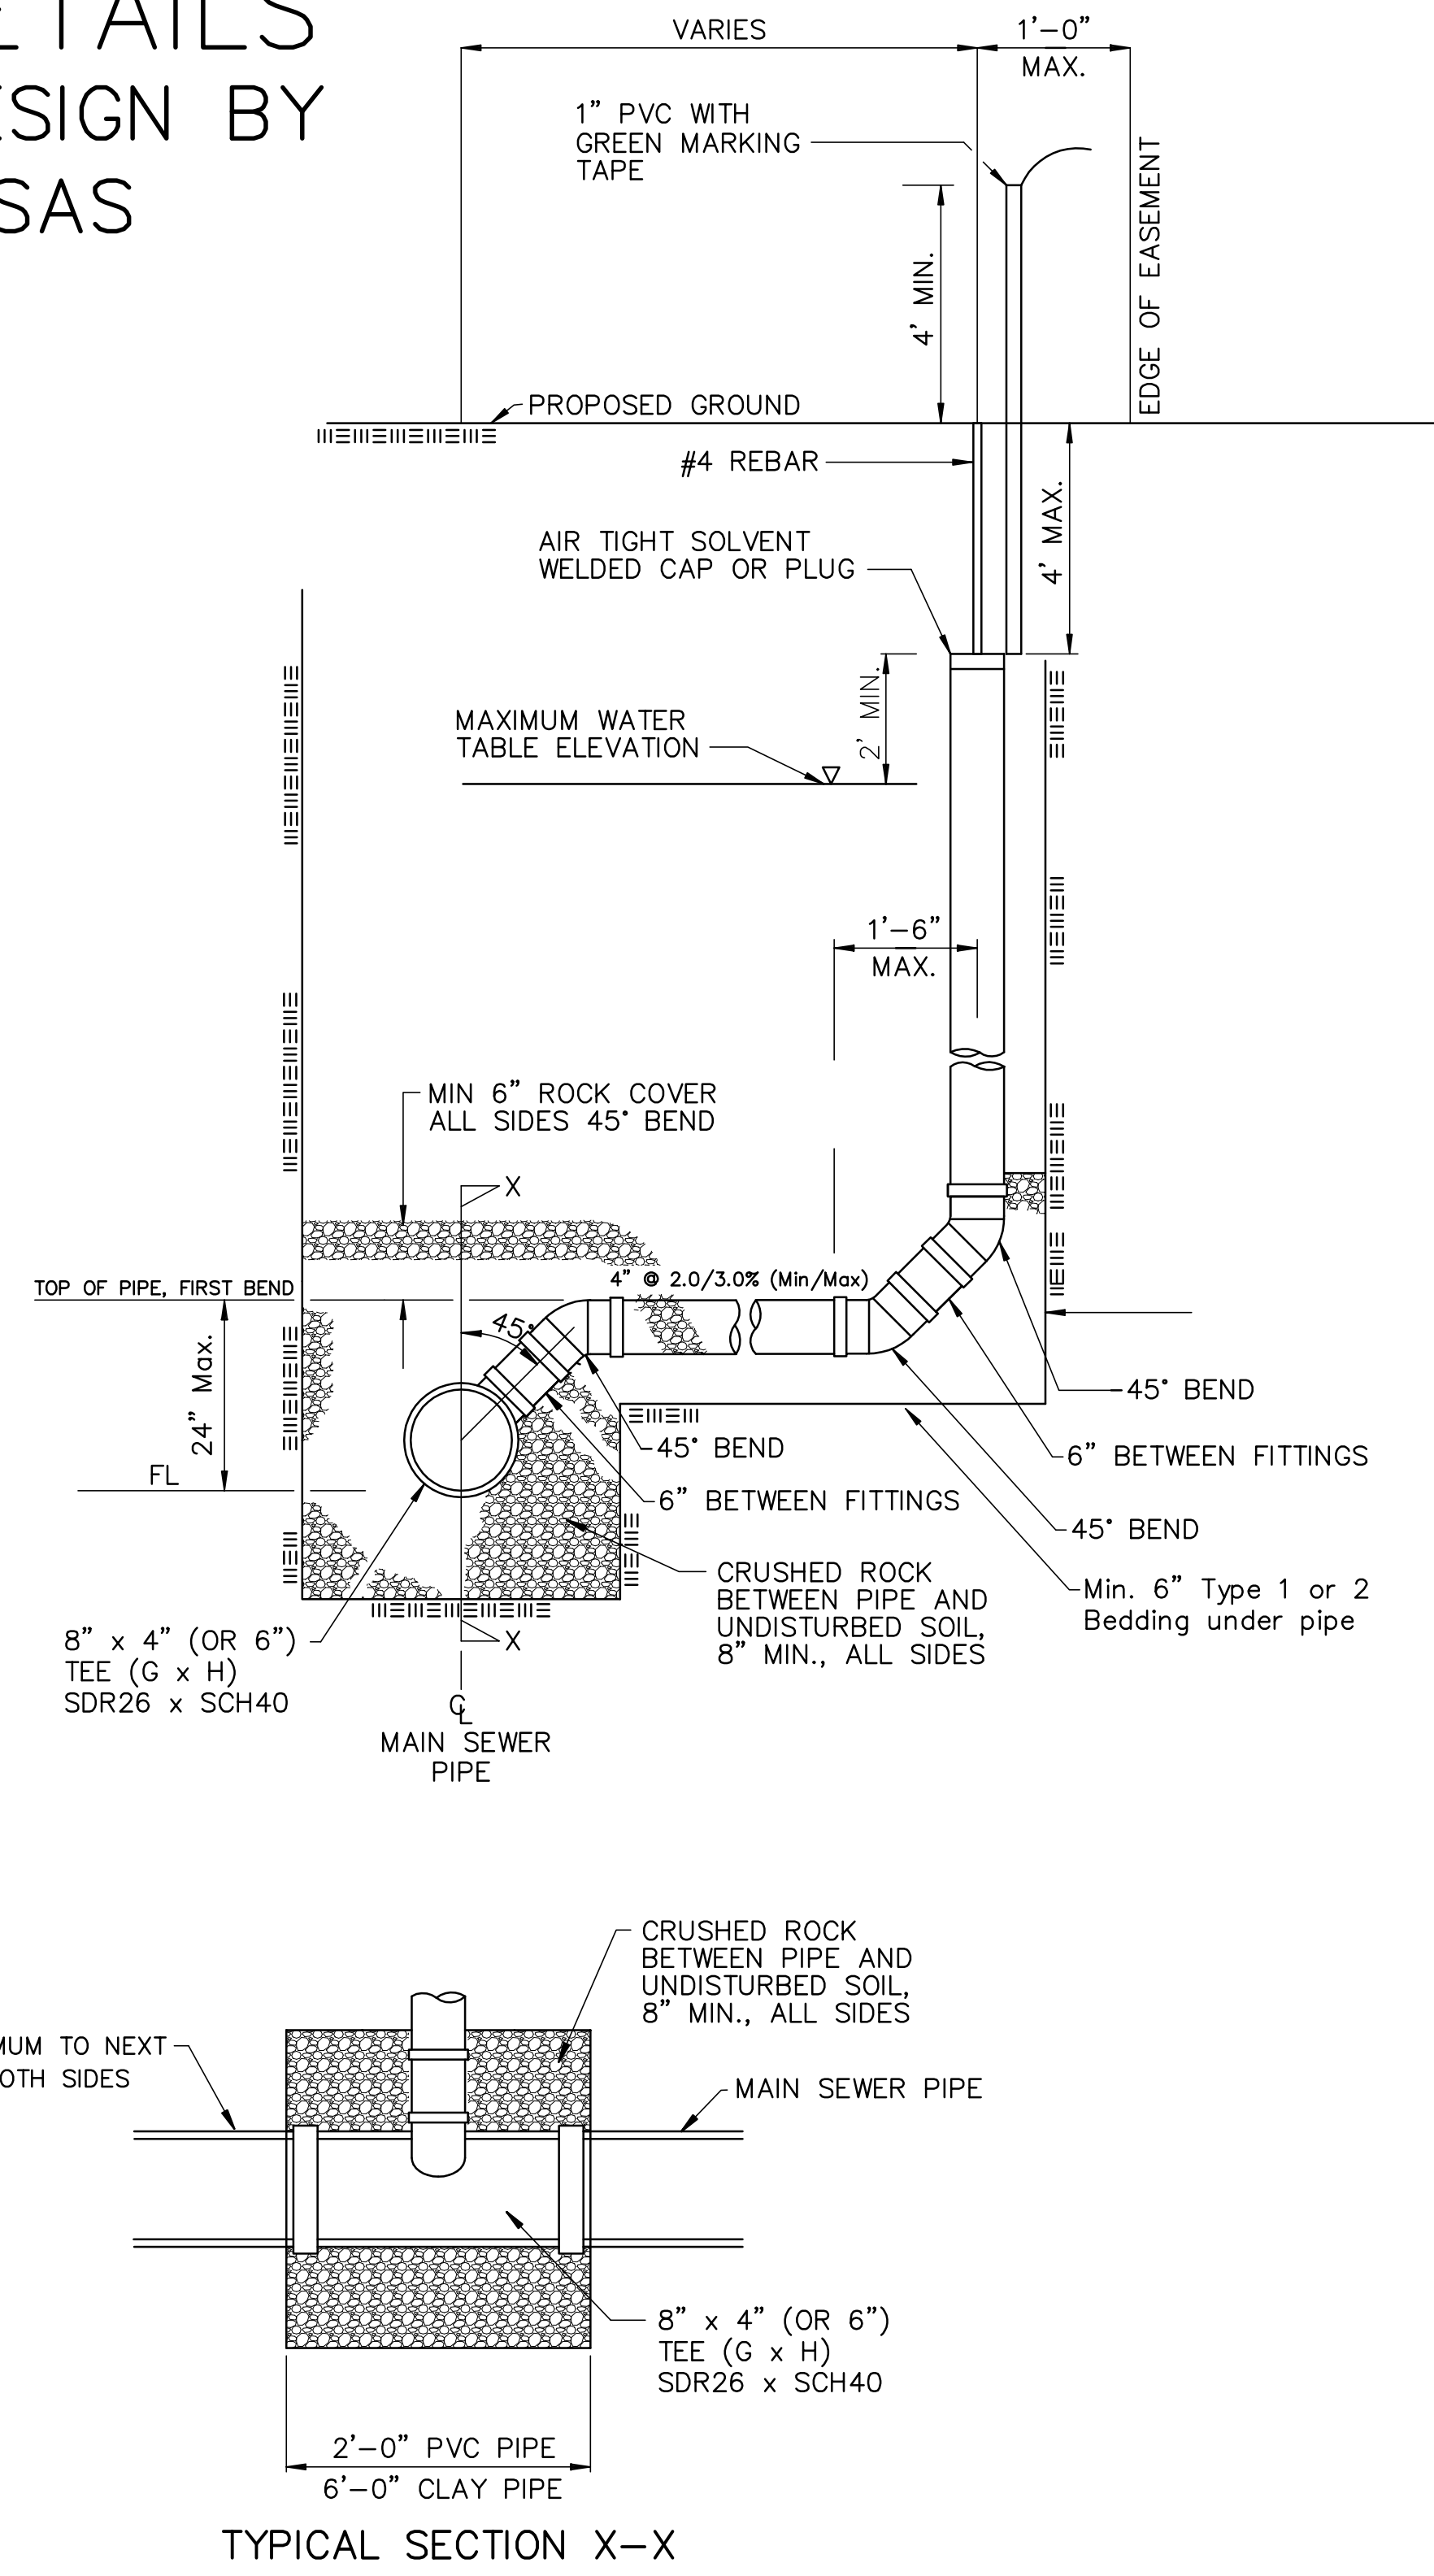 ETAILS
ESIGN BY
SAS
VARIES
1'-0"
MAX.
1" PVC WITH
GREEN MARKING
TAPE
4' MIN.
EDGE OF EASEMENT
PROPOSED GROUND
#4 REBAR
4' MAX.
AIR TIGHT SOLVENT
WELDED CAP OR PLUG
2' MIN.
MAXIMUM WATER
TABLE ELEVATION
1'-6"
MAX.
MIN 6" ROCK COVER
ALL SIDES 45° BEND
X
TOP OF PIPE, FIRST BEND
4" @ 2.0/3.0% (Min/Max)
45°
24" Max.
FL
45° BEND
45° BEND
6" BETWEEN FITTINGS
6" BETWEEN FITTINGS
45° BEND
CRUSHED ROCK
BETWEEN PIPE AND
UNDISTURBED SOIL,
8" MIN., ALL SIDES
Min. 6" Type 1 or 2
Bedding under pipe
8" x 4" (OR 6")
TEE (G x H)
SDR26 x SCH40
X
CL
MAIN SEWER
PIPE
CRUSHED ROCK
BETWEEN PIPE AND
UNDISTURBED SOIL,
8" MIN., ALL SIDES
MUM TO NEXT
OTH SIDES
MAIN SEWER PIPE
8" x 4" (OR 6")
TEE (G x H)
SDR26 x SCH40
2'-0" PVC PIPE
6'-0" CLAY PIPE
TYPICAL SECTION X-X